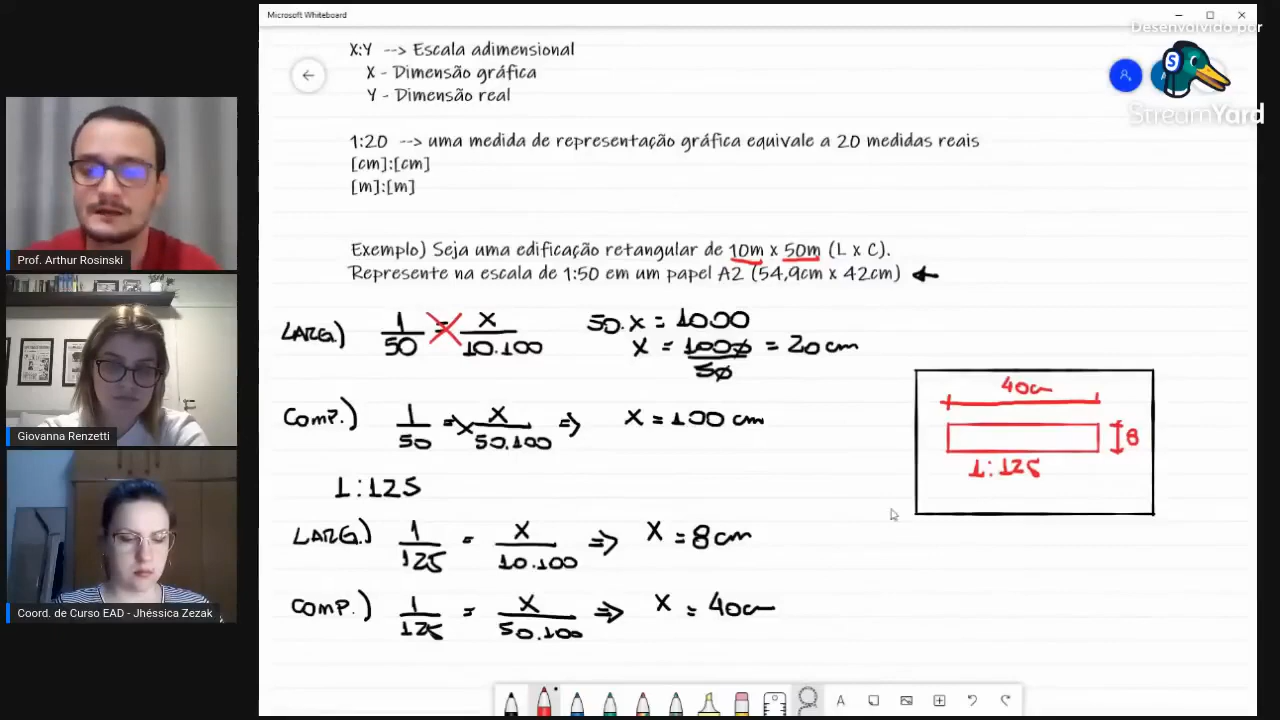 Microsoft Whiteboard
Desenvolvido por
StreamYard
X:Y --> Escala adimensional
X - Dimensão gráfica
Y - Dimensão real
1:20 --> uma medida de representação gráfica equivale a 20 medidas reais
[cm]:[cm]
[m]:[m]
Exemplo) Seja uma edificação retangular de 10m x 50m (L x C).
Represente na escala de 1:50 em um papel A2 (54,9cm x 42cm) ←
LARG.) 1/50 = X/10.100 50.X = 1000
X = 1000/50 = 20 cm
COMP.) 1/50 = X/50.100 => X = 100 cm
1:125
LARG.) 1/125 = X/10.100 => X = 8 cm
COMP.) 1/125 = X/50.100 => X = 40cm
40cm
8
1:125
Prof. Arthur Rosinski
Giovanna Renzetti
Coord. de Curso EAD - Jhéssica Zezak
A